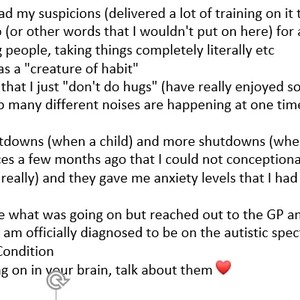 ad my suspicions (delivered a lot of training on it t
(or other words that I wouldn't put on here) for a
g people, taking things completely literally etc
as a "creature of habit"
that I just "don't do hugs" (have really enjoyed so
o many different noises are happening at one time
tdowns (when a child) and more shutdowns (whe
ces a few months ago that I could not conceptiona
really) and they gave me anxiety levels that I had
e what was going on but reached out to the GP an
am officially diagnosed to be on the autistic spec
Condition
ng on in your brain, talk about them ❤️